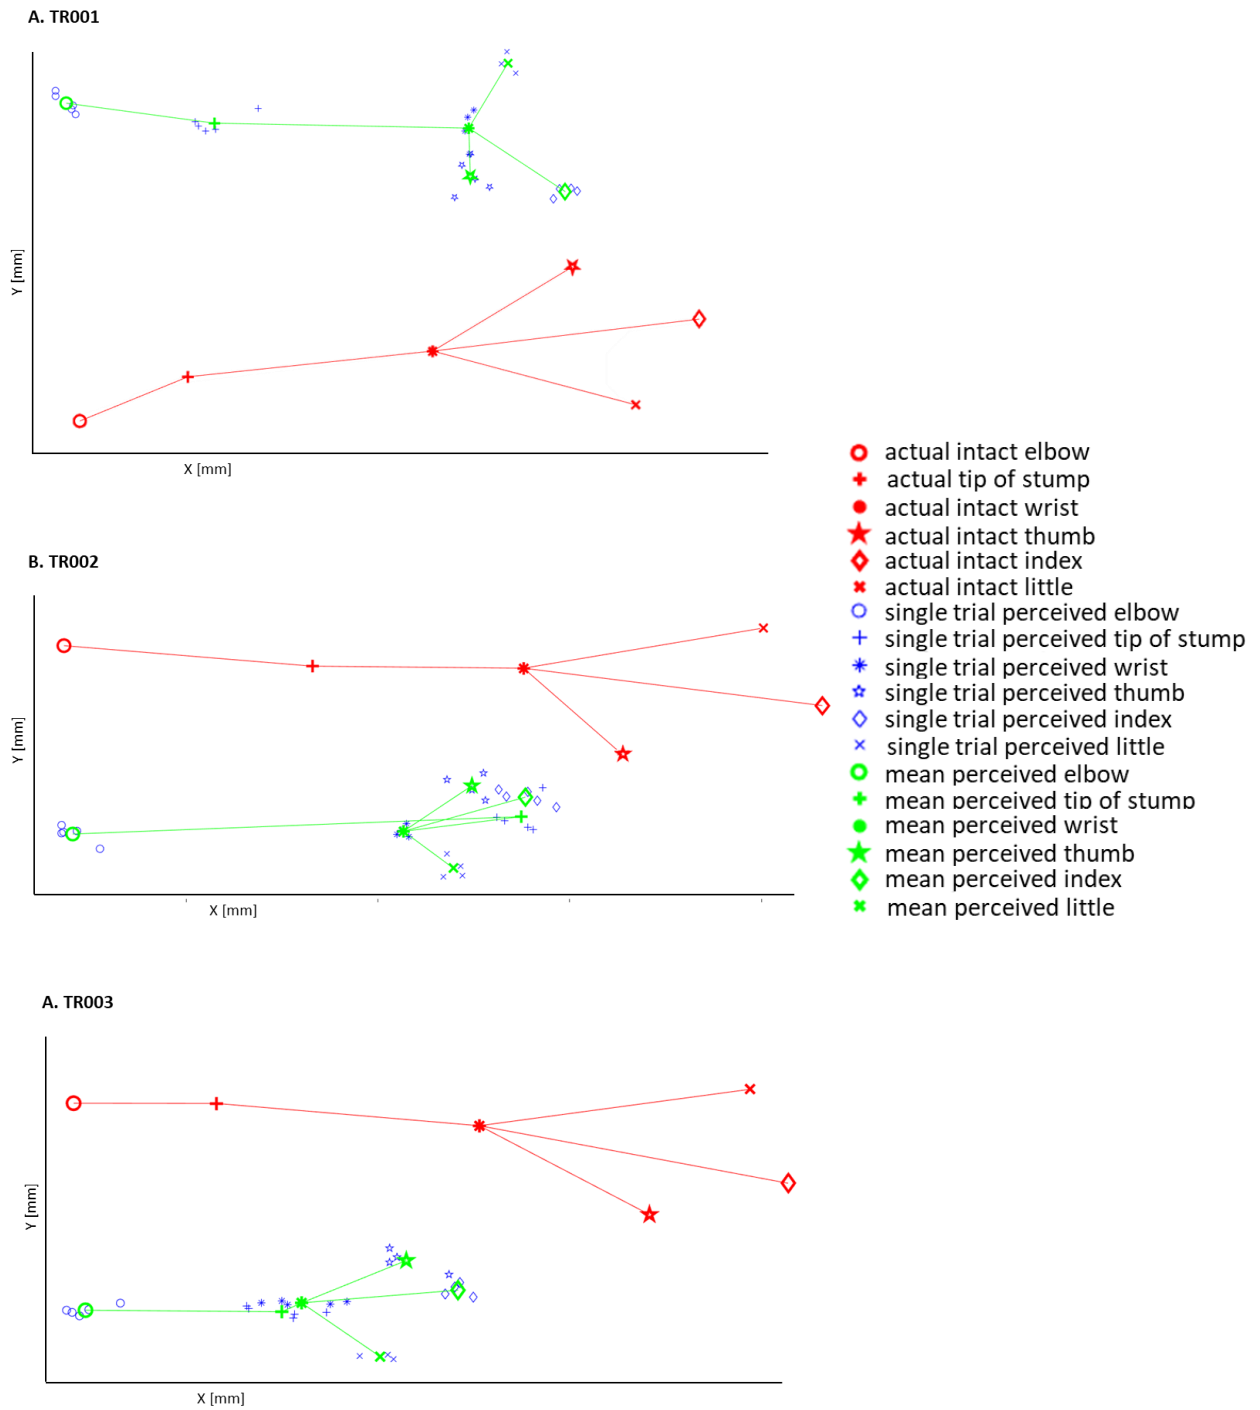 A. TR001
Y [mm]
X [mm]
actual intact elbow
actual tip of stump
actual intact wrist
actual intact thumb
actual intact index
actual intact little
single trial perceived elbow
single trial perceived tip of stump
single trial perceived wrist
single trial perceived thumb
single trial perceived index
single trial perceived little
mean perceived elbow
mean perceived tip of stump
mean perceived wrist
mean perceived thumb
mean perceived index
mean perceived little
B. TR002
Y [mm]
X [mm]
A. TR003
Y [mm]
X [mm]